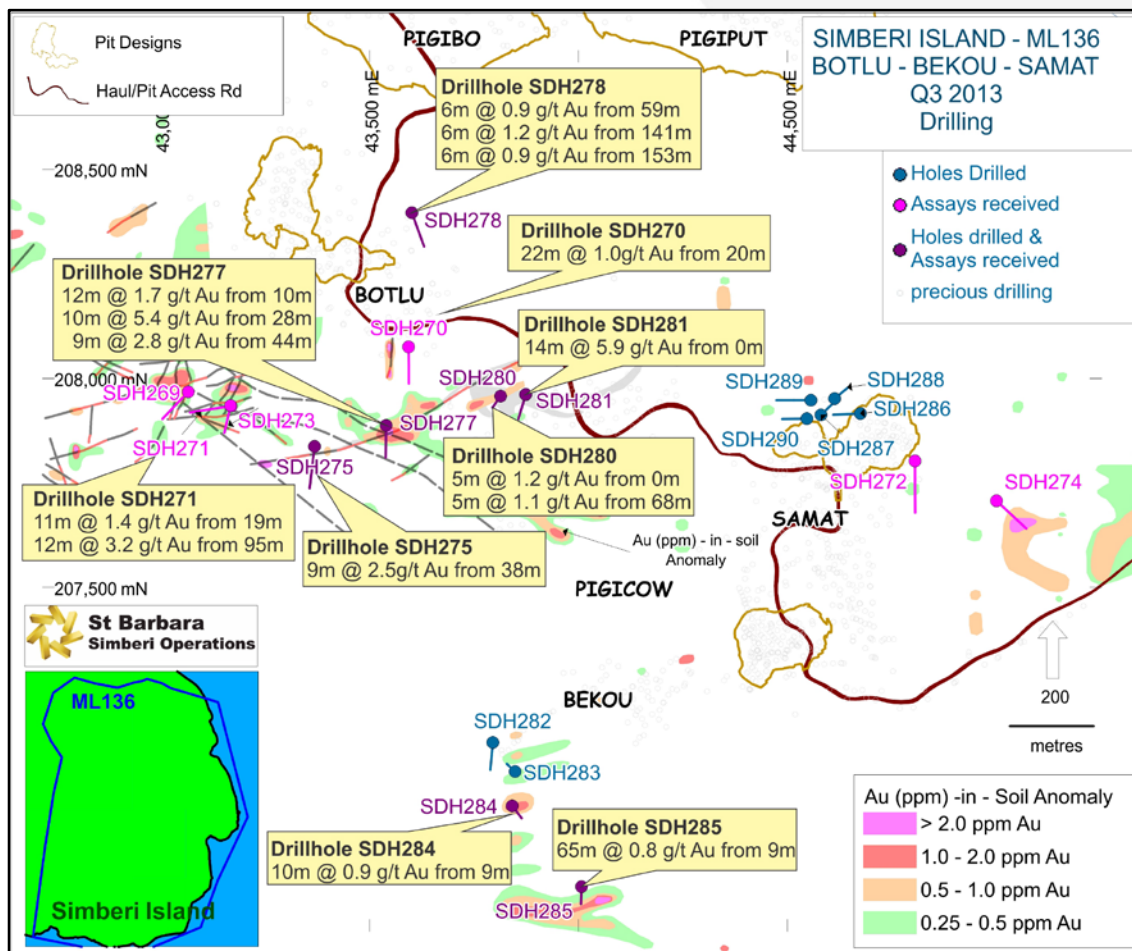 PIGIBO
PIGIPUT
Pit Designs
Haul/Pit Access Rd
SIMBERI ISLAND - ML136
BOTLU - BEKOU - SAMAT
Q3 2013
Drilling
Holes Drilled
Assays received
Holes drilled &
Assays received
precious drilling
43,500 mE
44,500 mE
208,500 mN
208,000 mN
207,500 mN
Drillhole SDH278
6m @ 0.9 g/t Au from 59m
6m @ 1.2 g/t Au from 141m
6m @ 0.9 g/t Au from 153m
SDH278
Drillhole SDH270
22m @ 1.0g/t Au from 20m
Drillhole SDH277
12m @ 1.7 g/t Au from 10m
10m @ 5.4 g/t Au from 28m
9m @ 2.8 g/t Au from 44m
BOTLU
SDH270
Drillhole SDH281
14m @ 5.9 g/t Au from 0m
SDH269
SDH280
SDH281
SDH289
SDH288
SDH286
SDH290
SDH287
SDH273
SDH271
SDH277
SDH275
SDH272
SDH274
Drillhole SDH280
5m @ 1.2 g/t Au from 0m
5m @ 1.1 g/t Au from 68m
Drillhole SDH271
11m @ 1.4 g/t Au from 19m
12m @ 3.2 g/t Au from 95m
Drillhole SDH275
9m @ 2.5g/t Au from 38m
Au (ppm) - in - soil
Anomaly
SAMAT
PIGICOW
St Barbara
Simberi Operations
ML136
Simberi Island
BEKOU
SDH282
SDH283
SDH284
Drillhole SDH284
10m @ 0.9 g/t Au from 9m
Drillhole SDH285
65m @ 0.8 g/t Au from 9m
SDH285
200
metres
Au (ppm) -in - Soil Anomaly
> 2.0 ppm Au
1.0 - 2.0 ppm Au
0.5 - 1.0 ppm Au
0.25 - 0.5 ppm Au